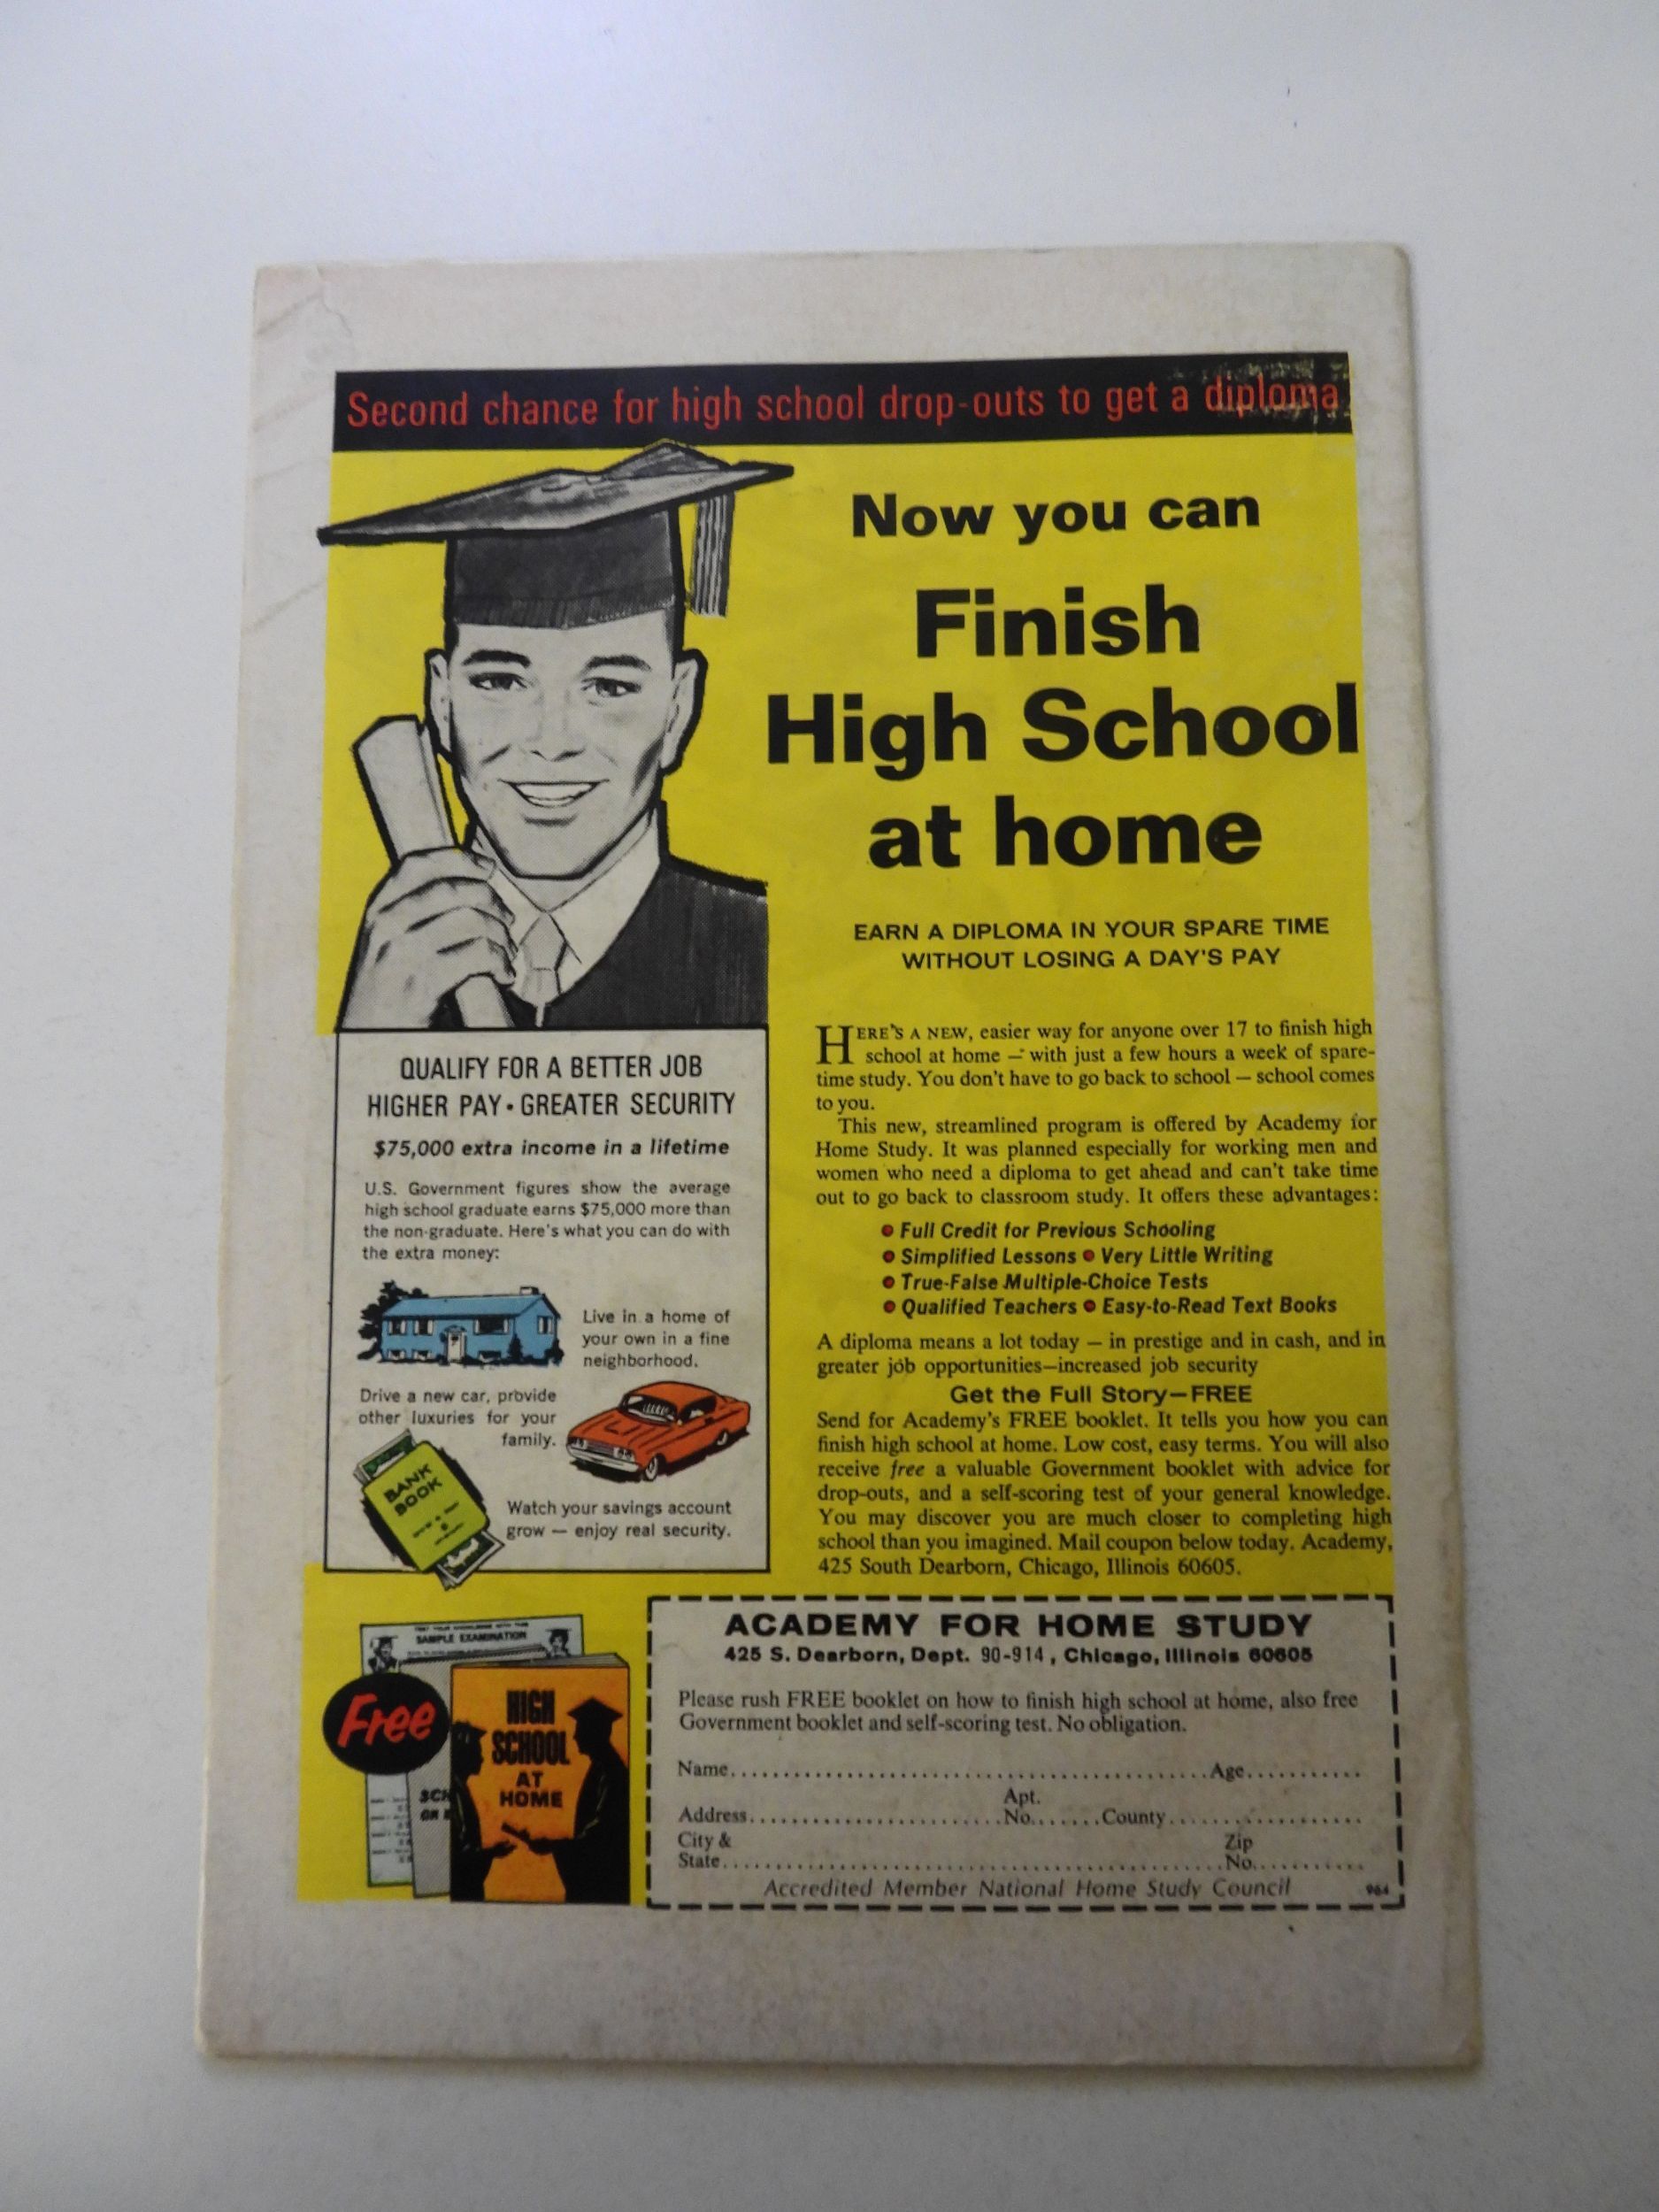 Second chance for high school drop-outs to get a diploma
Now you can
Finish
High School
at home
EARN A DIPLOMA IN YOUR SPARE TIME
WITHOUT LOSING A DAY'S PAY
HERE'S A NEW, easier way for anyone over 17 to finish high
school at home — with just a few hours a week of spare-
time study. You don't have to go back to school — school comes
to you.
This new, streamlined program is offered by Academy for
Home Study. It was planned especially for working men and
women who need a diploma to get ahead and can't take time
out to go back to classroom study. It offers these advantages:
• Full Credit for Previous Schooling
• Simplified Lessons • Very Little Writing
• True-False Multiple-Choice Tests
• Qualified Teachers • Easy-to-Read Text Books
A diploma means a lot today — in prestige and in cash, and in
greater job opportunities—increased job security
Get the Full Story—FREE
Send for Academy's FREE booklet. It tells you how you can
finish high school at home. Low cost, easy terms. You will also
receive free a valuable Government booklet with advice for
drop-outs, and a self-scoring test of your general knowledge.
You may discover you are much closer to completing high
school than you imagined. Mail coupon below today. Academy,
425 South Dearborn, Chicago, Illinois 60605.
QUALIFY FOR A BETTER JOB
HIGHER PAY • GREATER SECURITY
$75,000 extra income in a lifetime
U.S. Government figures show the average
high school graduate earns $75,000 more than
the non-graduate. Here's what you can do with
the extra money:
Live in a home of
your own in a fine
neighborhood.
Drive a new car, provide
other luxuries for your
family.
BANK
BOOK
Watch your savings account
grow — enjoy real security.
SAMPLE EXAMINATION
Free
HIGH
SCHOOL
AT
HOME
SCH
OR
ACADEMY FOR HOME STUDY
425 S. Dearborn, Dept. 90-914, Chicago, Illinois 60605
Please rush FREE booklet on how to finish high school at home, also free
Government booklet and self-scoring test. No obligation.
Name.......................................................Age............
Apt.
Address............................No.......County......................
City & Zip
State.........................................................No............
Accredited Member National Home Study Council 964